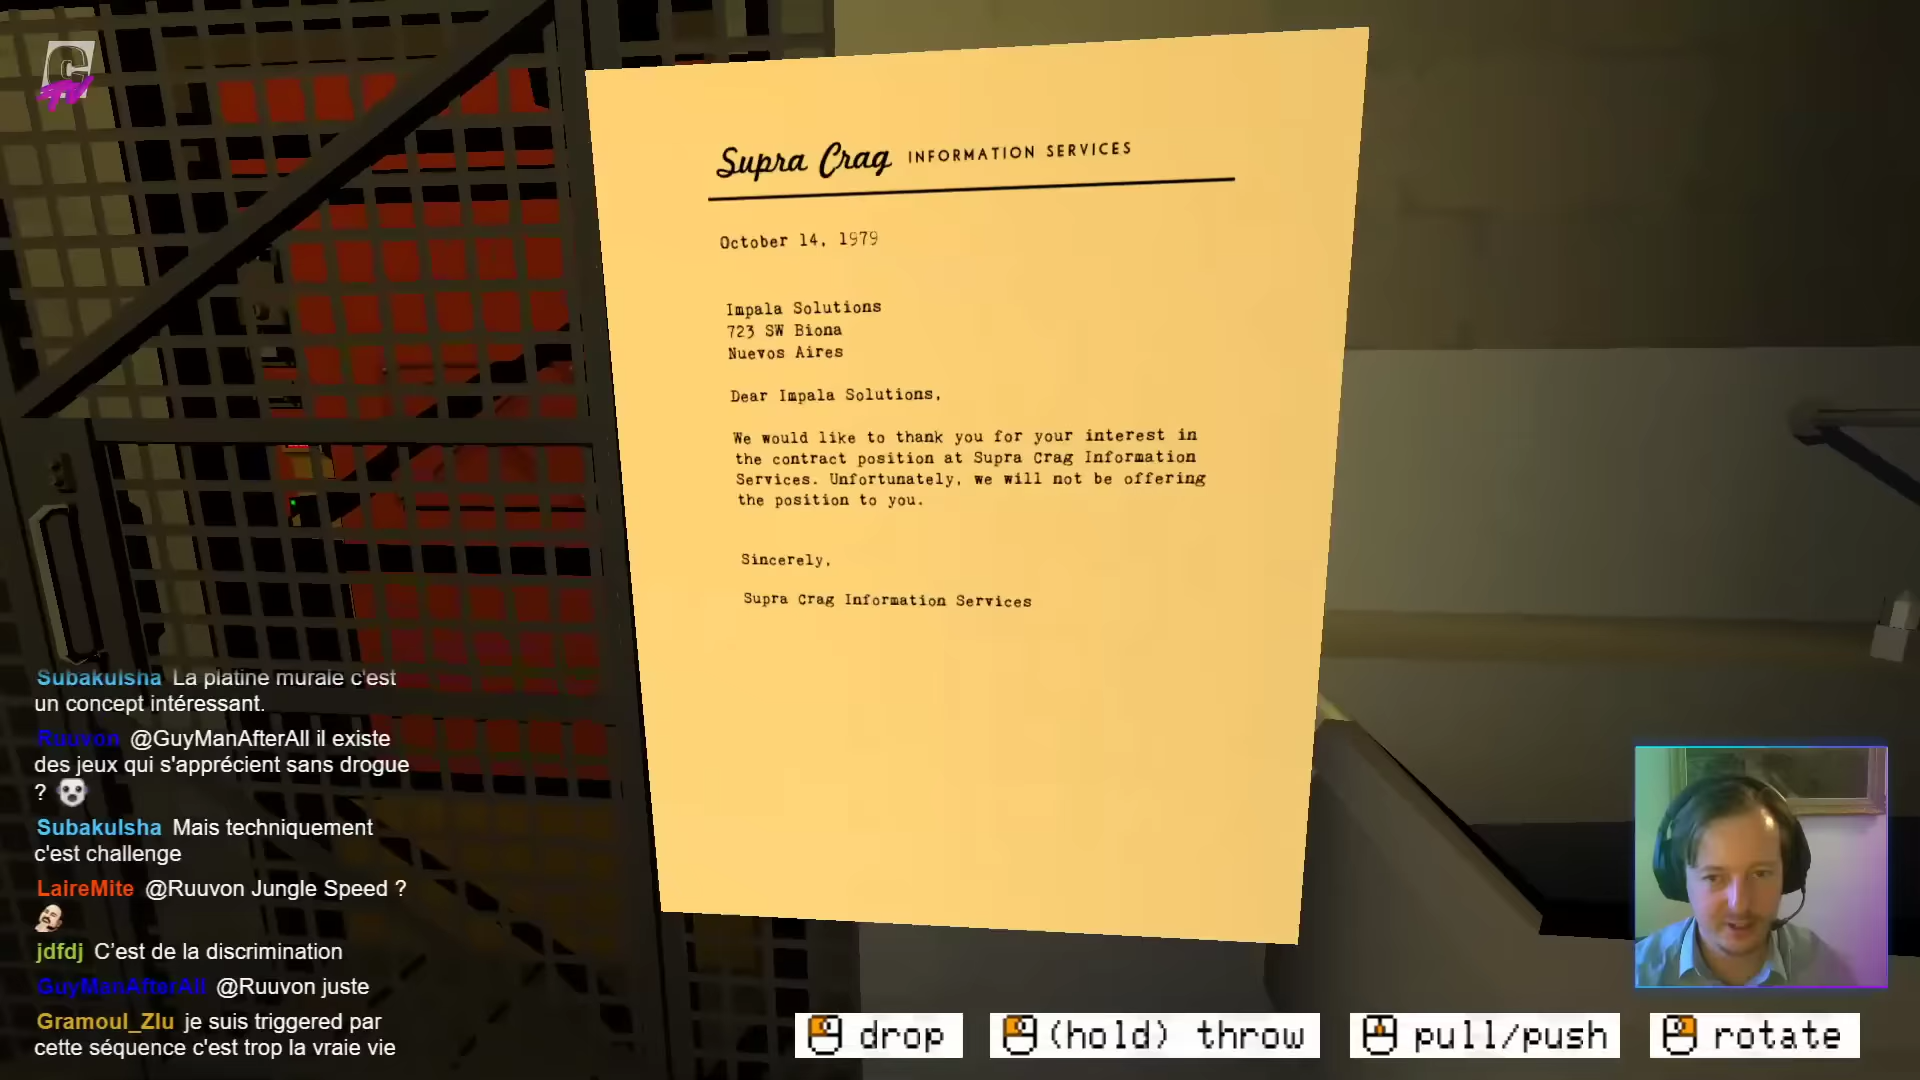 Supra Crag INFORMATION SERVICES
October 14, 1979
Impala Solutions
723 SW Biona
Nuevos Aires
Dear Impala Solutions,
We would like to thank you for your interest in
the contract position at Supra Crag Information
Services. Unfortunately, we will not be offering
the position to you.
Sincerely,
Supra Crag Information Services
Subakulsha La platine murale c'est
un concept intéressant.
Ruuvon @GuyManAfterAll il existe
des jeux qui s'apprécient sans drogue
?
Subakulsha Mais techniquement
c'est challenge
LaireMite @Ruuvon Jungle Speed ?
jdfdj C'est de la discrimination
GuyManAfterAll @Ruuvon juste
Gramoul_Zlu je suis triggered par
cette séquence c'est trop la vraie vie
drop
(hold) throw
pull/push
rotate